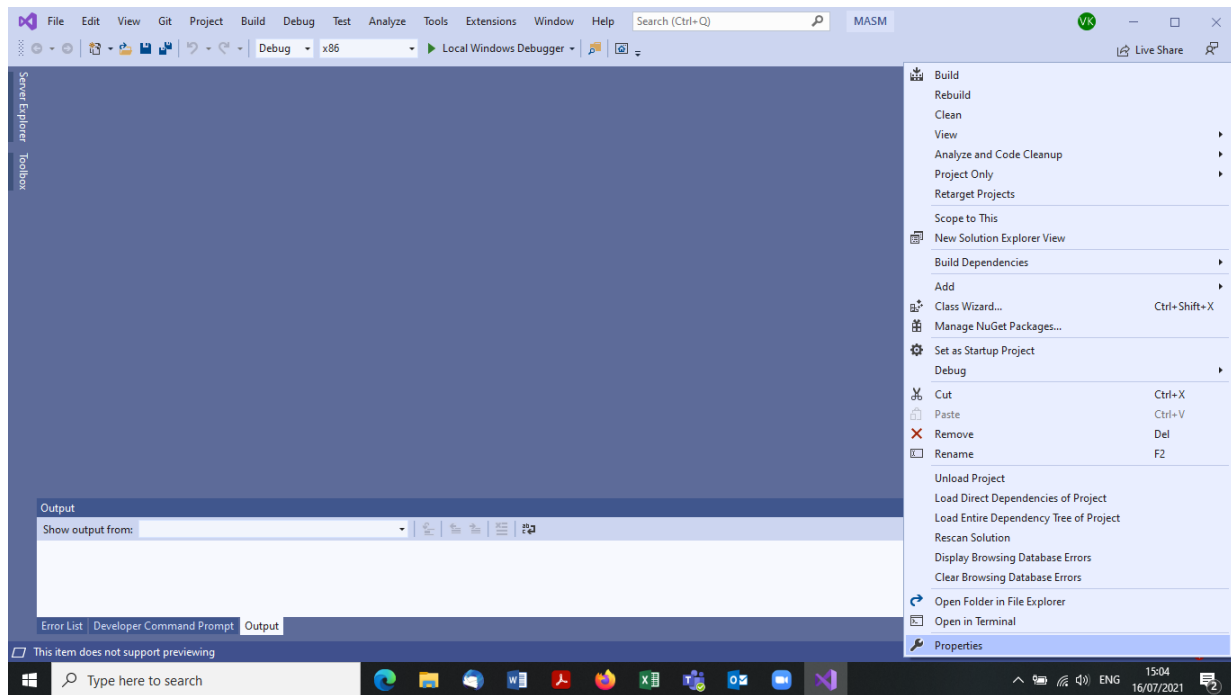 File Edit View Git Project Build Debug Test Analyze Tools Extensions Window Help Search (Ctrl+Q) MASM VK
Debug x86 Local Windows Debugger Live Share
Server Explorer
Toolbox
Build
Rebuild
Clean
View
Analyze and Code Cleanup
Project Only
Retarget Projects
Scope to This
New Solution Explorer View
Build Dependencies
Add
Class Wizard... Ctrl+Shift+X
Manage NuGet Packages...
Set as Startup Project
Debug
Cut Ctrl+X
Paste Ctrl+V
Remove Del
Rename F2
Unload Project
Load Direct Dependencies of Project
Load Entire Dependency Tree of Project
Rescan Solution
Display Browsing Database Errors
Clear Browsing Database Errors
Open Folder in File Explorer
Open in Terminal
Properties
Output
Show output from:
Error List Developer Command Prompt Output
This item does not support previewing
Type here to search
ENG
15:04
16/07/2021
2